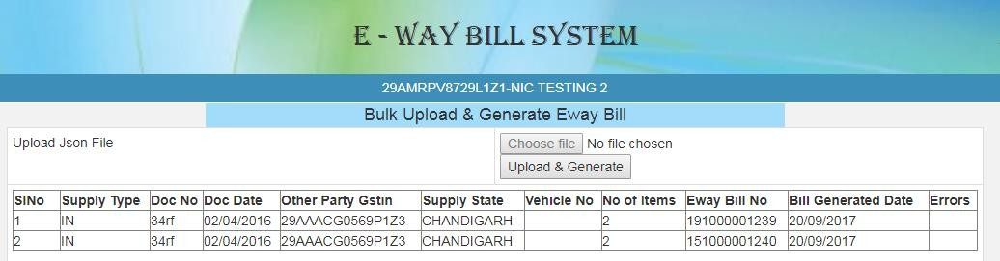 E - WAY BILL SYSTEM
29AMRPV8729L1Z1-NIC TESTING 2
Bulk Upload & Generate Eway Bill
Upload Json File
Choose file No file chosen
Upload & Generate
SlNo Supply Type Doc No Doc Date Other Party Gstin Supply State Vehicle No No of Items Eway Bill No Bill Generated Date Errors
1 IN 34rf 02/04/2016 29AAACG0569P1Z3 CHANDIGARH 2 191000001239 20/09/2017
2 IN 34rf 02/04/2016 29AAACG0569P1Z3 CHANDIGARH 2 151000001240 20/09/2017